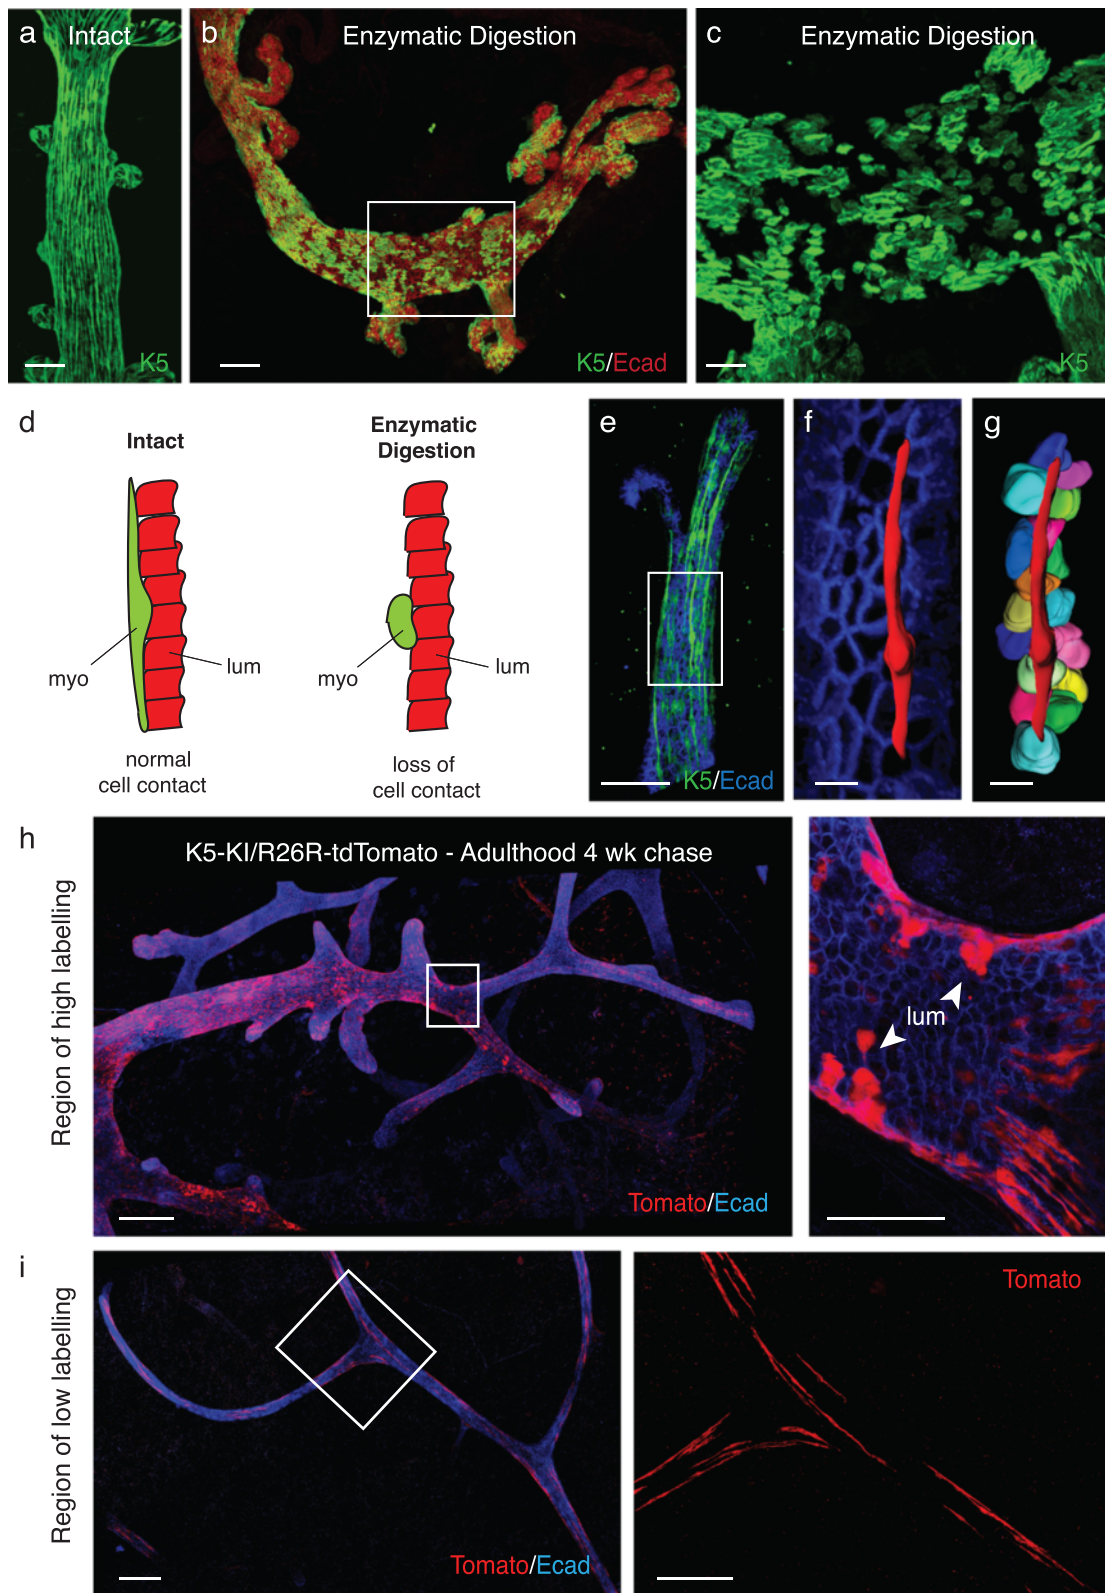 a
Intact
K5
b
Enzymatic Digestion
K5/Ecad
c
Enzymatic Digestion
K5
d
Intact
myo
lum
normal
cell contact
Enzymatic
Digestion
myo
lum
loss of
cell contact
e
K5/Ecad
f
g
h
Region of high labelling
K5-KI/R26R-tdTomato - Adulthood 4 wk chase
Tomato/Ecad
lum
i
Region of low labelling
Tomato/Ecad
Tomato